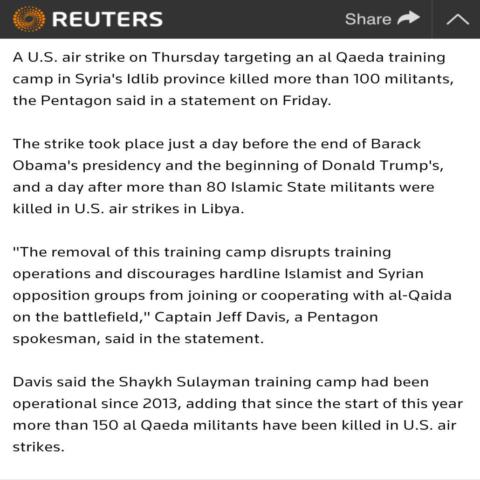 REUTERS Share
A U.S. air strike on Thursday targeting an al Qaeda training
camp in Syria's Idlib province killed more than 100 militants,
the Pentagon said in a statement on Friday.
The strike took place just a day before the end of Barack
Obama's presidency and the beginning of Donald Trump's,
and a day after more than 80 Islamic State militants were
killed in U.S. air strikes in Libya.
"The removal of this training camp disrupts training
operations and discourages hardline Islamist and Syrian
opposition groups from joining or cooperating with al-Qaida
on the battlefield," Captain Jeff Davis, a Pentagon
spokesman, said in the statement.
Davis said the Shaykh Sulayman training camp had been
operational since 2013, adding that since the start of this year
more than 150 al Qaeda militants have been killed in U.S. air
strikes.